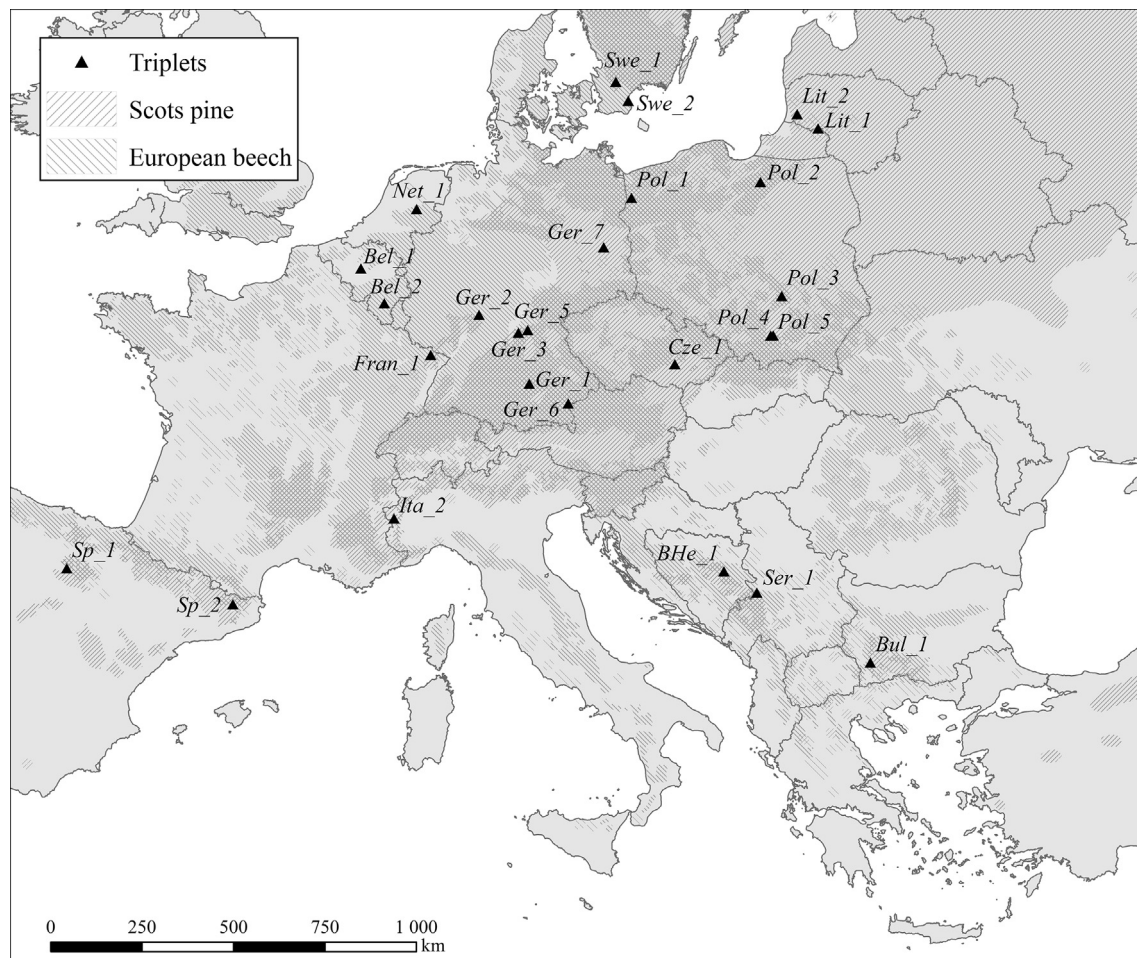 Triplets
Scots pine
European beech
Swe_1
Swe_2
Lit_2
Lit_1
Pol_1
Pol_2
Net_1
Ger_7
Bel_1
Bel_2
Pol_3
Ger_2
Ger_5
Pol_4
Pol_5
Ger_3
Cze_1
Fran_1
Ger_1
Ger_6
Ita_2
Sp_1
BHe_1
Ser_1
Sp_2
Bul_1
0 250 500 750 1 000
km